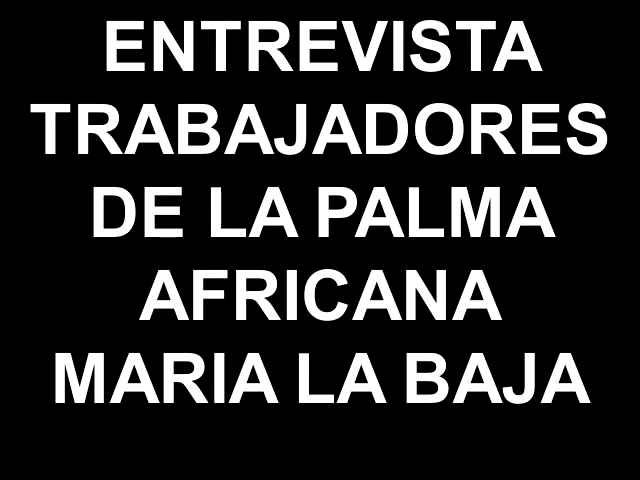 ENTREVISTA
TRABAJADORES
DE LA PALMA
AFRICANA
MARIA LA BAJA